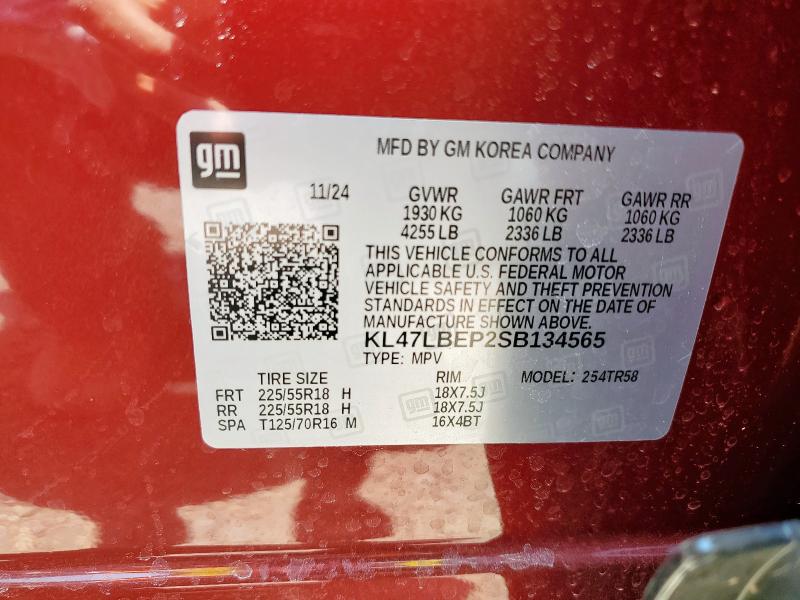 gm
MFD BY GM KOREA COMPANY
11/24 GVWR GAWR FRT GAWR RR
1930 KG 1060 KG 1060 KG
4255 LB 2336 LB 2336 LB
THIS VEHICLE CONFORMS TO ALL
APPLICABLE U.S. FEDERAL MOTOR
VEHICLE SAFETY AND THEFT PREVENTION
STANDARDS IN EFFECT ON THE DATE OF
MANUFACTURE SHOWN ABOVE.
KL47LBEP2SB134565
TYPE: MPV
TIRE SIZE RIM MODEL: 254TR58
FRT 225/55R18 H 18X7.5J
RR 225/55R18 H 18X7.5J
SPA T125/70R16 M 16X4BT